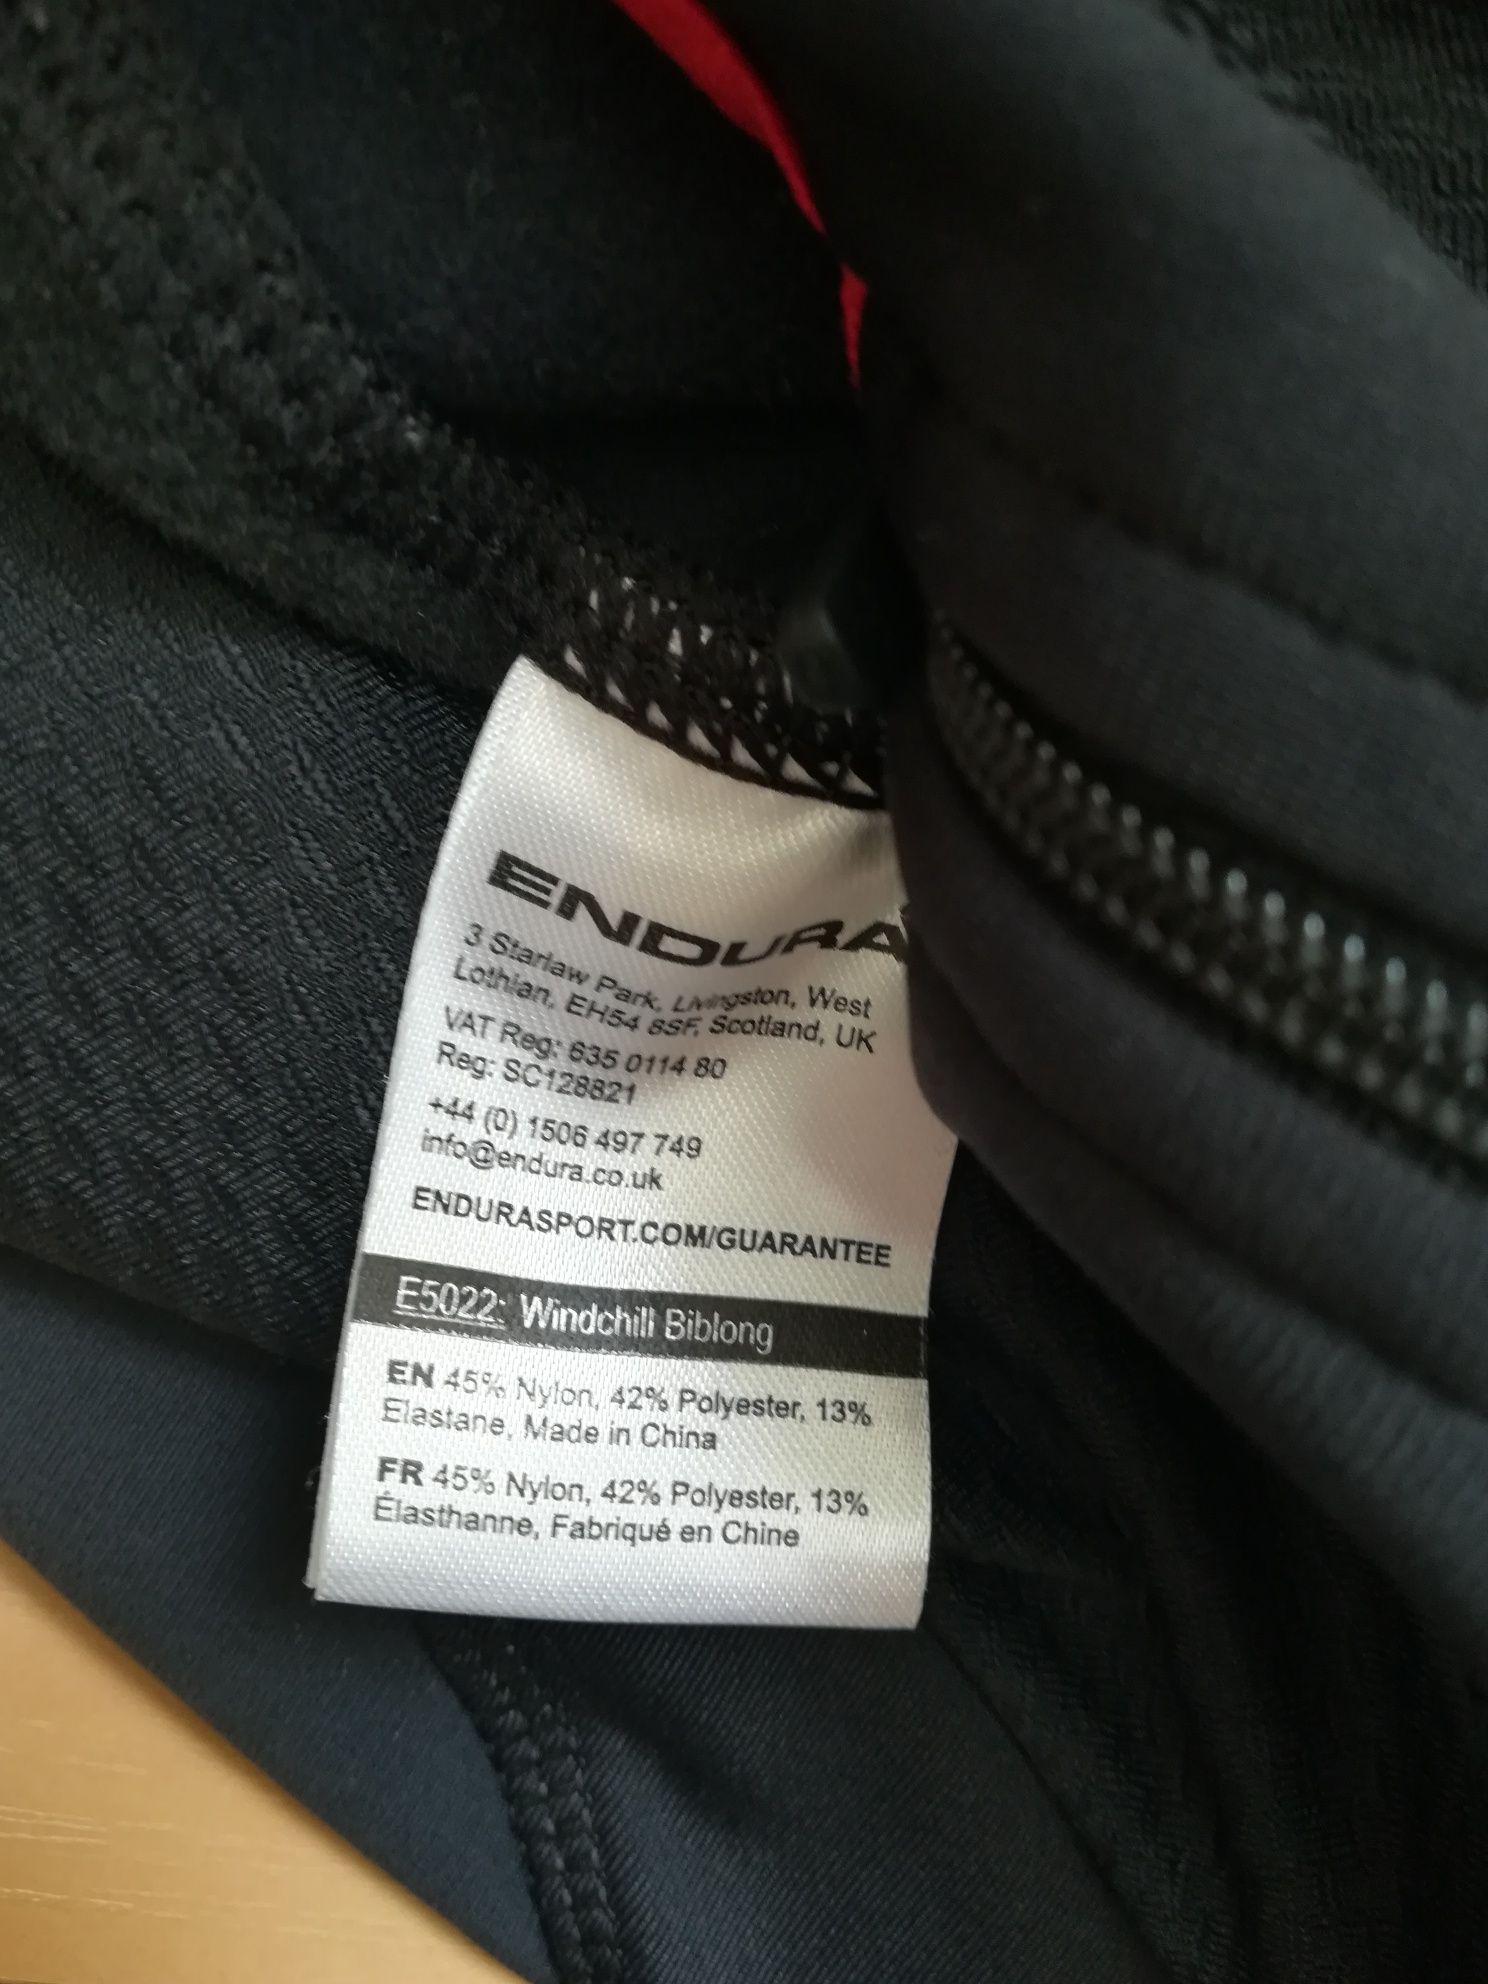 ENDURA
3 Starlaw Park, Livingston, West
Lothian, EH54 8SF, Scotland, UK
VAT Reg: 635 0114 80
Reg: SC128821
+44 (0) 1506 497 749
info@endura.co.uk
ENDURASPORT.COM/GUARANTEE
E5022: Windchill Biblong
EN 45% Nylon, 42% Polyester, 13%
Elastane, Made in China
FR 45% Nylon, 42% Polyester, 13%
Élasthanne, Fabriqué en Chine